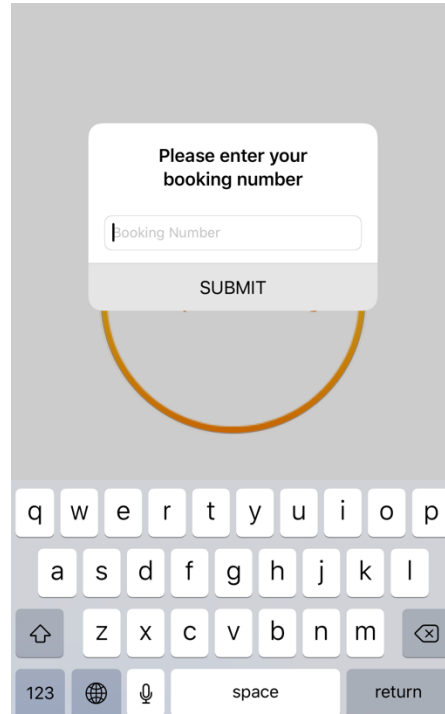 Please enter your
booking number
Booking Number
SUBMIT
q w e r t y u i o p
a s d f g h j k l
z x c v b n m
123 space return